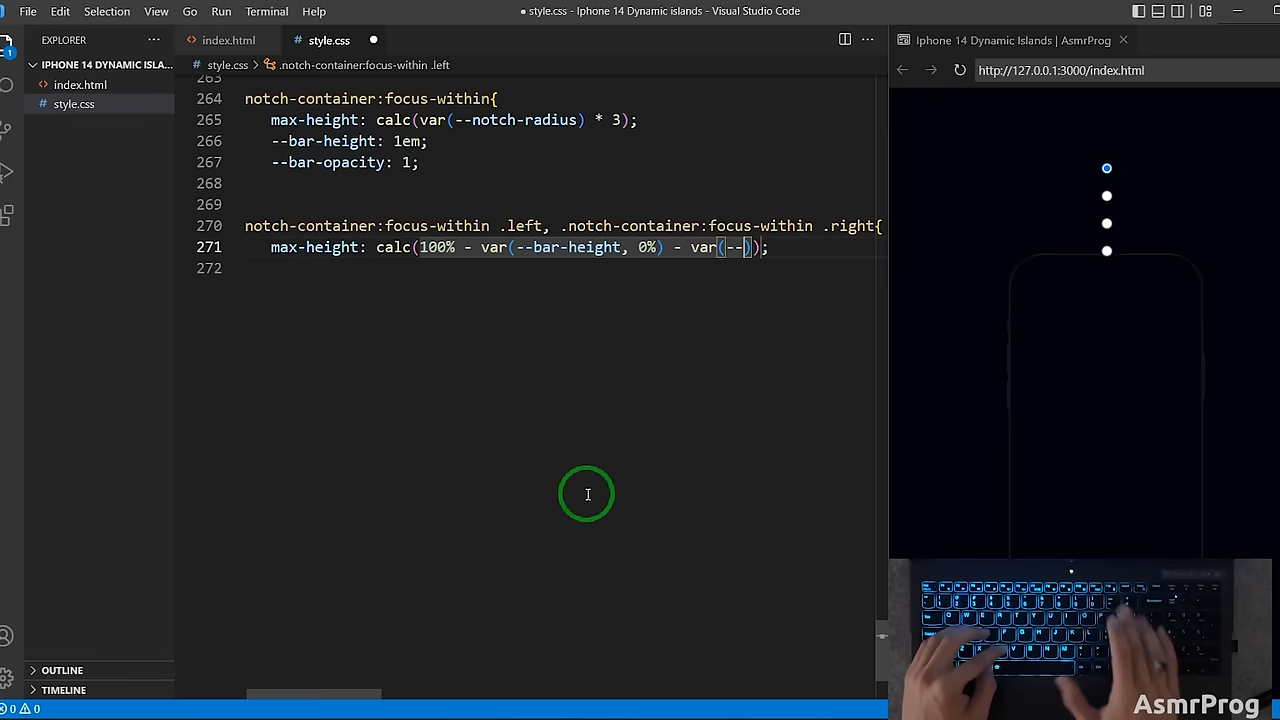 File Edit Selection View Go Run Terminal Help
● style.css - Iphone 14 Dynamic islands - Visual Studio Code
EXPLORER
IPHONE 14 DYNAMIC ISLA...
index.html
style.css
OUTLINE
TIMELINE
index.html
style.css
style.css > .notch-container:focus-within .left
263
264 notch-container:focus-within{
265 max-height: calc(var(--notch-radius) * 3);
266 --bar-height: 1em;
267 --bar-opacity: 1;
268
269
270 notch-container:focus-within .left, .notch-container:focus-within .right{
271 max-height: calc(100% - var(--bar-height, 0%) - var(--));
272
Iphone 14 Dynamic Islands | AsmrProg
http://127.0.0.1:3000/index.html
1
0 0
AsmrProg